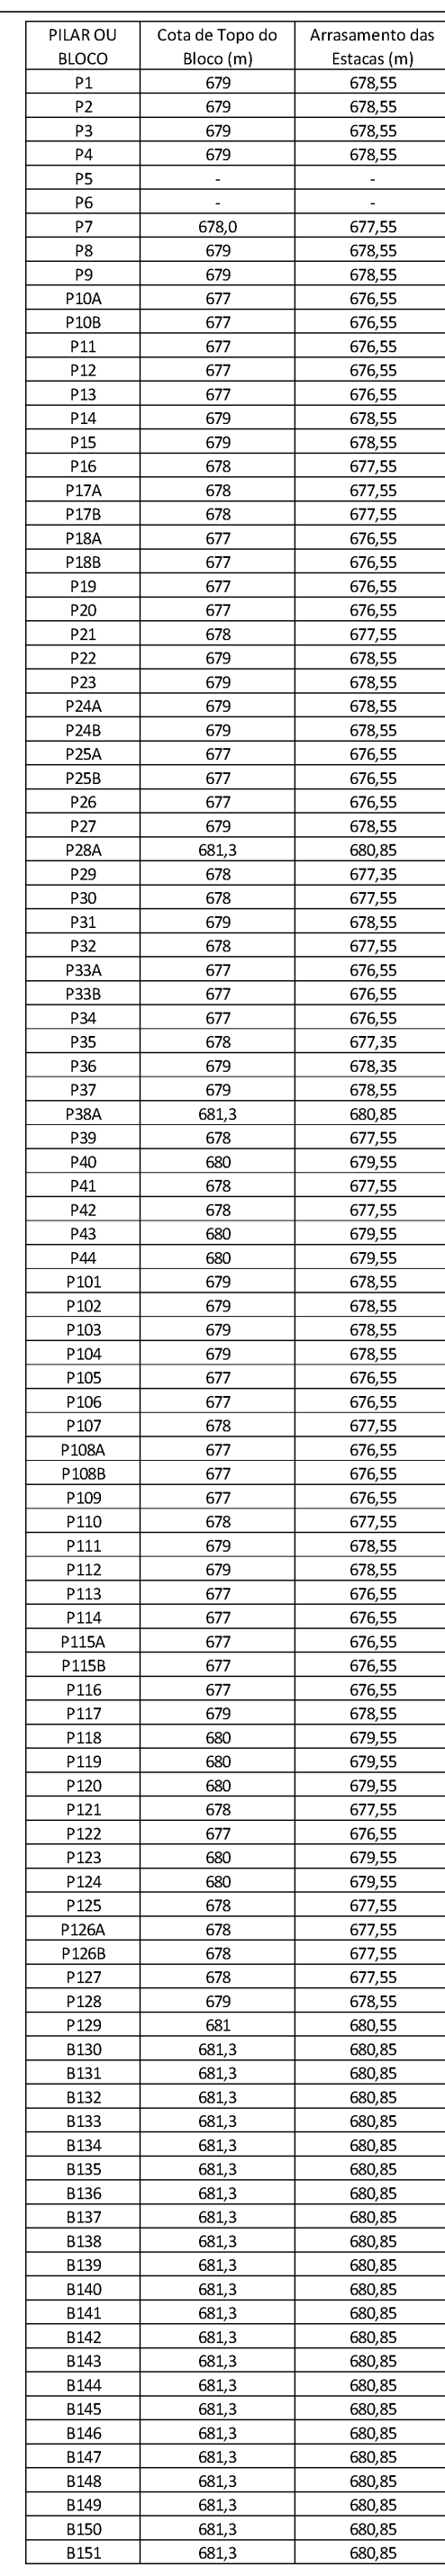 PILAR OU BLOCO Cota de Topo do Bloco (m) Arrasamento das Estacas (m)
P1 679 678,55
P2 679 678,55
P3 679 678,55
P4 679 678,55
P5 - -
P6 - -
P7 678,0 677,55
P8 679 678,55
P9 679 678,55
P10A 677 676,55
P10B 677 676,55
P11 677 676,55
P12 677 676,55
P13 677 676,55
P14 679 678,55
P15 679 678,55
P16 678 677,55
P17A 678 677,55
P17B 678 677,55
P18A 677 676,55
P18B 677 676,55
P19 677 676,55
P20 677 676,55
P21 678 677,55
P22 679 678,55
P23 679 678,55
P24A 679 678,55
P24B 679 678,55
P25A 677 676,55
P25B 677 676,55
P26 677 676,55
P27 679 678,55
P28A 681,3 680,85
P29 678 677,35
P30 678 677,55
P31 679 678,55
P32 678 677,55
P33A 677 676,55
P33B 677 676,55
P34 677 676,55
P35 678 677,35
P36 679 678,35
P37 679 678,55
P38A 681,3 680,85
P39 678 677,55
P40 680 679,55
P41 678 677,55
P42 678 677,55
P43 680 679,55
P44 680 679,55
P101 679 678,55
P102 679 678,55
P103 679 678,55
P104 679 678,55
P105 677 676,55
P106 677 676,55
P107 678 677,55
P108A 677 676,55
P108B 677 676,55
P109 677 676,55
P110 678 677,55
P111 679 678,55
P112 679 678,55
P113 677 676,55
P114 677 676,55
P115A 677 676,55
P115B 677 676,55
P116 677 676,55
P117 679 678,55
P118 680 679,55
P119 680 679,55
P120 680 679,55
P121 678 677,55
P122 677 676,55
P123 680 679,55
P124 680 679,55
P125 678 677,55
P126A 678 677,55
P126B 678 677,55
P127 678 677,55
P128 679 678,55
P129 681 680,55
B130 681,3 680,85
B131 681,3 680,85
B132 681,3 680,85
B133 681,3 680,85
B134 681,3 680,85
B135 681,3 680,85
B136 681,3 680,85
B137 681,3 680,85
B138 681,3 680,85
B139 681,3 680,85
B140 681,3 680,85
B141 681,3 680,85
B142 681,3 680,85
B143 681,3 680,85
B144 681,3 680,85
B145 681,3 680,85
B146 681,3 680,85
B147 681,3 680,85
B148 681,3 680,85
B149 681,3 680,85
B150 681,3 680,85
B151 681,3 680,85